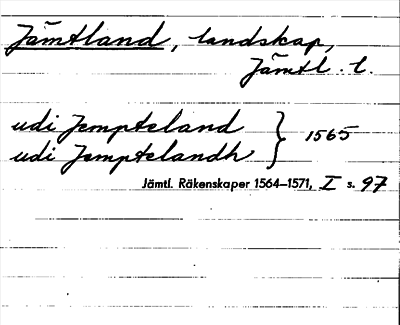 Jämtland, landskap,
Jämtl. l.
udi Jempteland } 1565
udi Jemptelandh
Jämtl. Räkenskaper 1564–1571, I s. 97